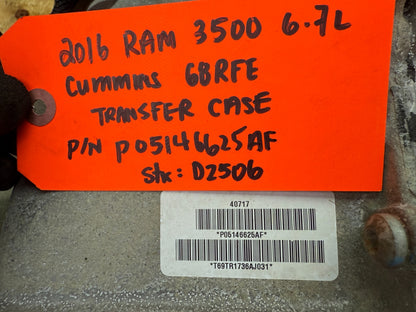 2016 RAM 3500 6.7L
Cummins 68RFE
TRANSFER CASE
P/N P05146625AF
Stk: D2506
40717
*P05146625AF*
*T69TR1736AJ031*